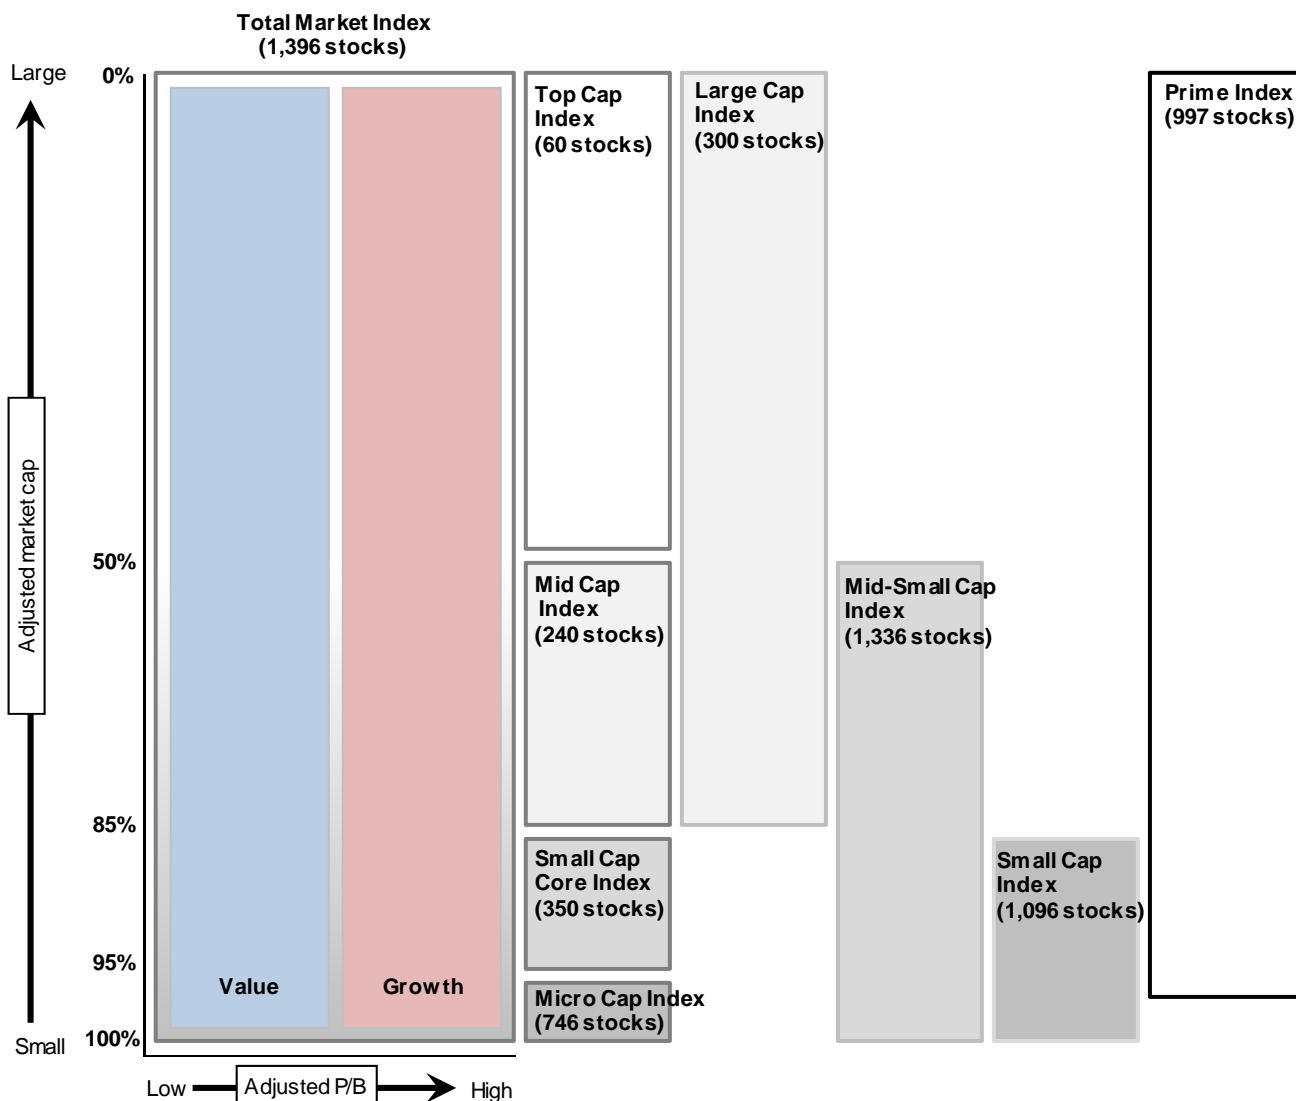 Total Market Index
(1,396 stocks)
Large
0%
Top Cap
Index
(60 stocks)
Large Cap
Index
(300 stocks)
Prime Index
(997 stocks)
Adjusted market cap
50%
Mid Cap
Index
(240 stocks)
Mid-Small Cap
Index
(1,336 stocks)
85%
Small Cap
Core Index
(350 stocks)
Small Cap
Index
(1,096 stocks)
95%
Value
Growth
Micro Cap Index
(746 stocks)
100%
Small
Low
Adjusted P/B
High